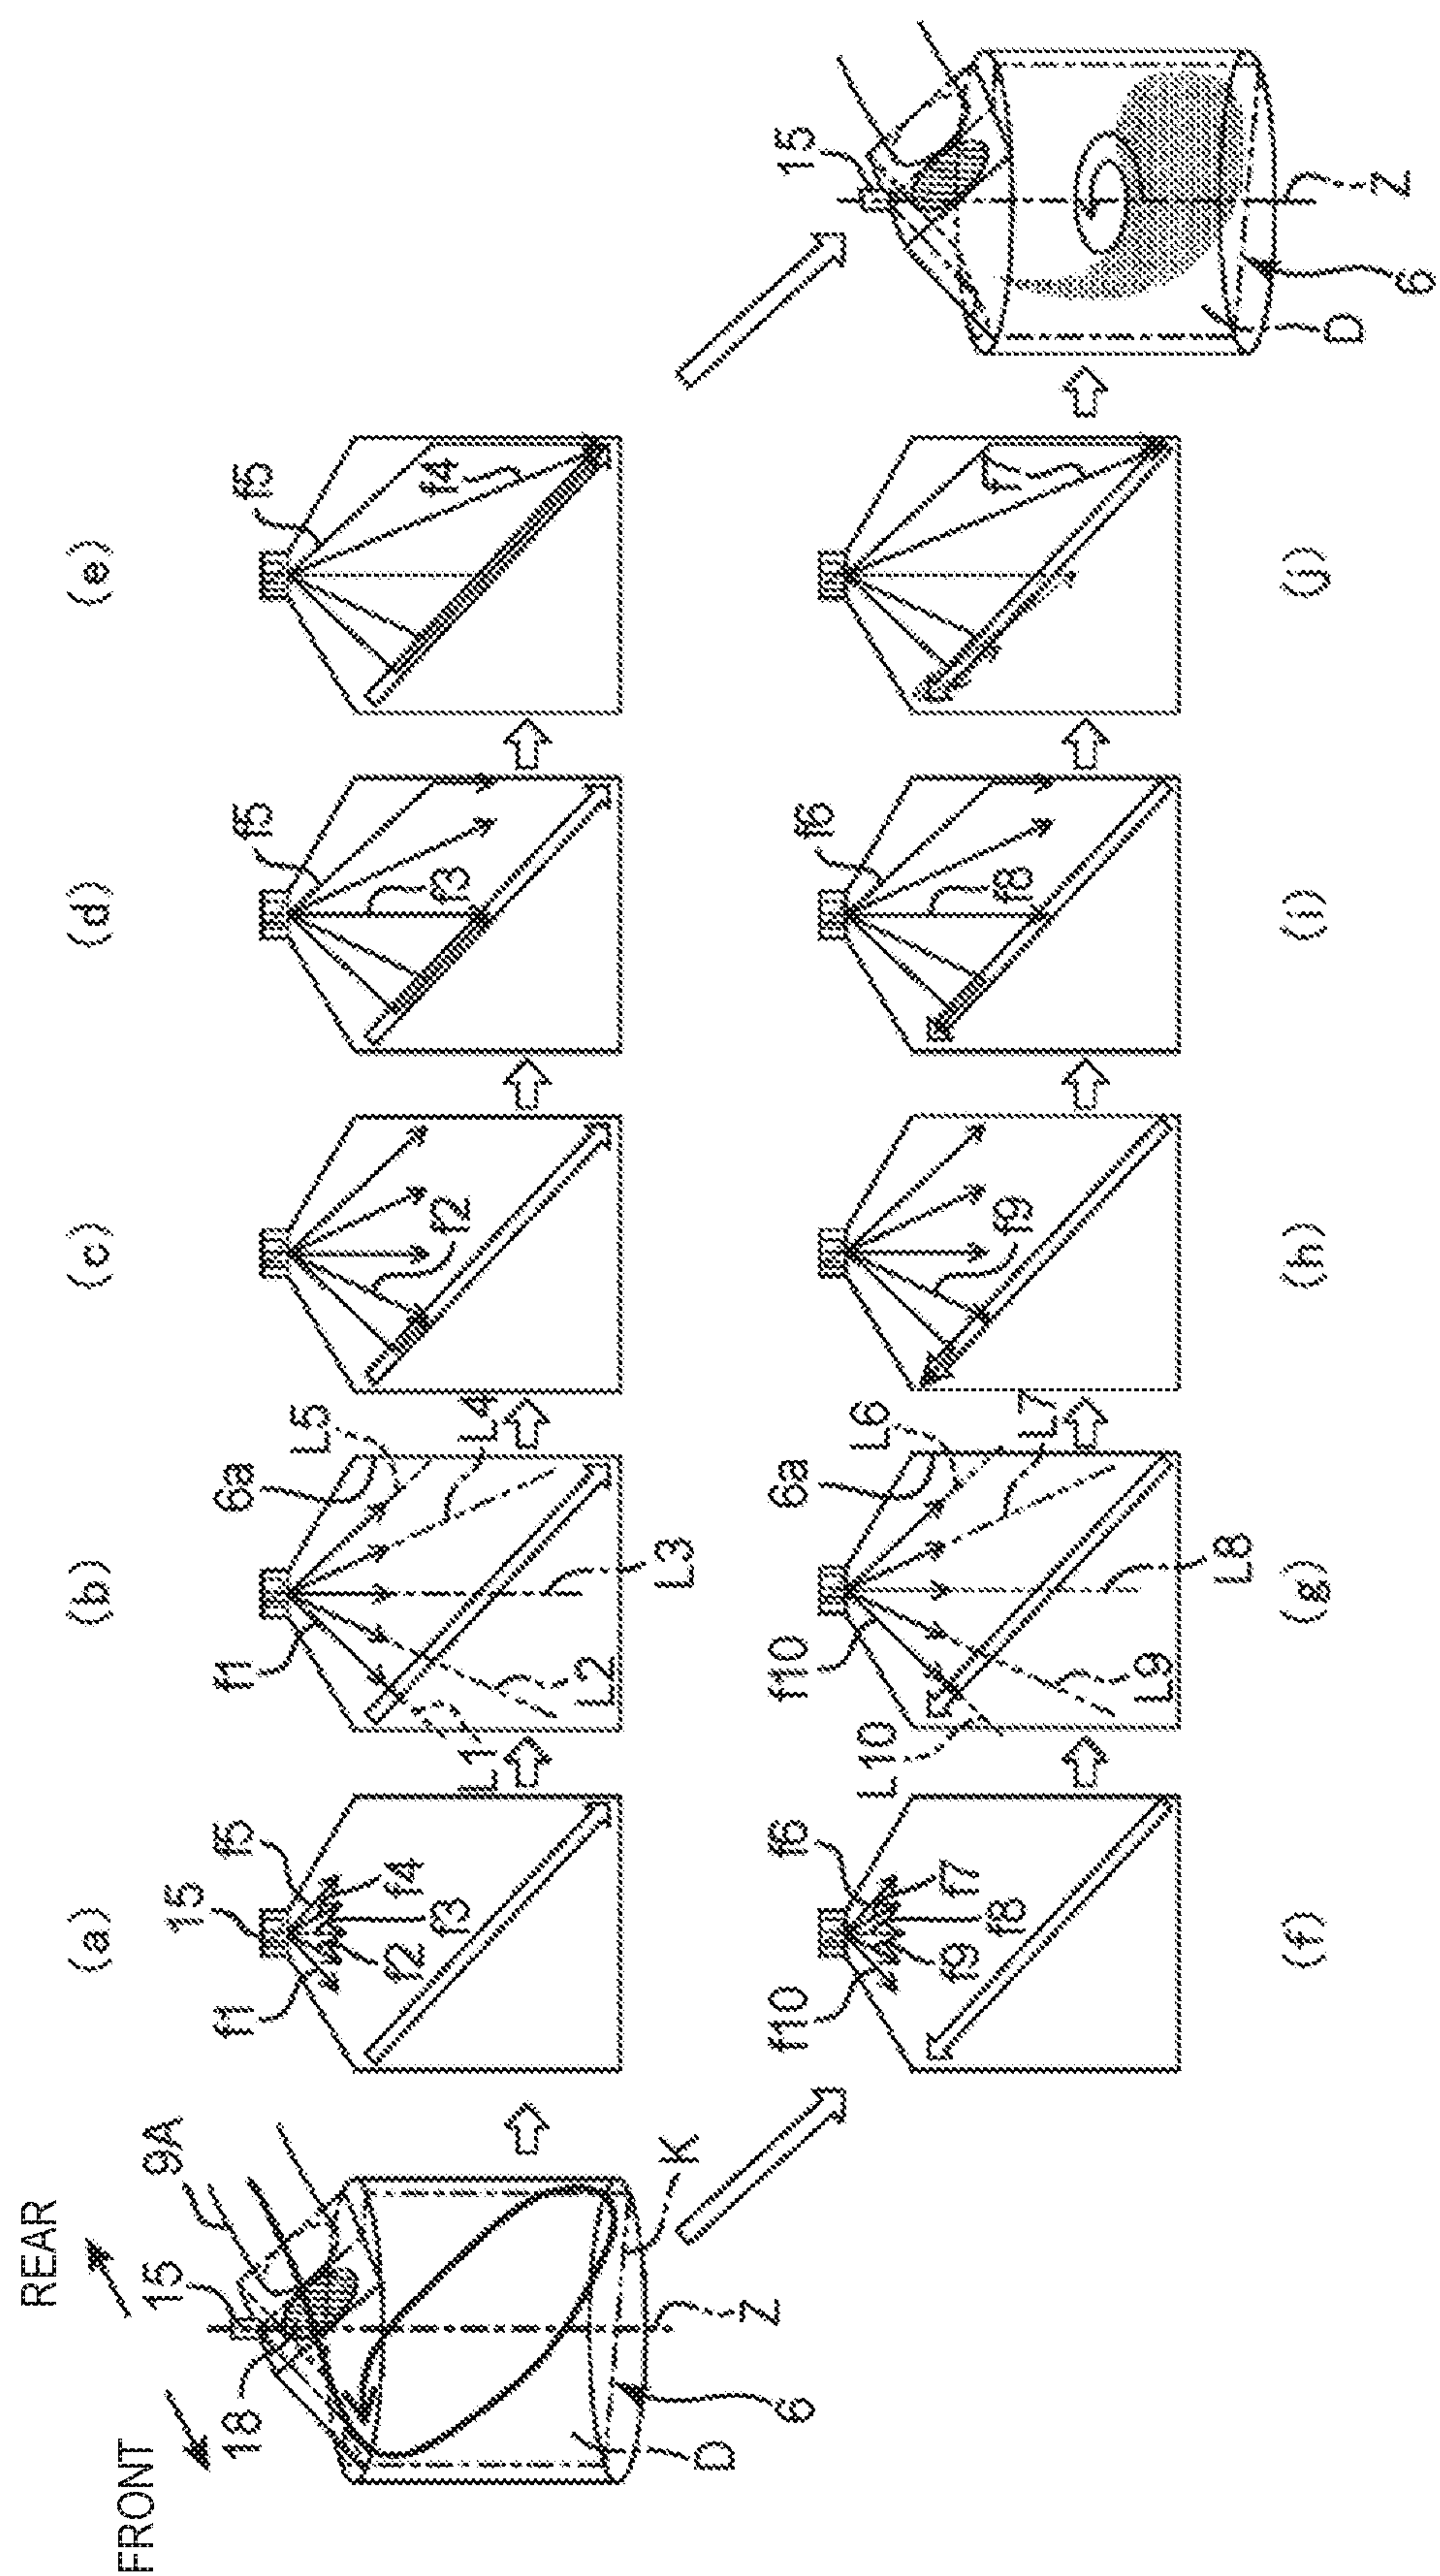 FRONT
REAR
15
9A
18
D
6
Z
K
(a)
15
f1
f5
f2
f3
f4
(b)
f1
6a
L5
L4
L1
L2
L3
(c)
f2
(d)
f5
f3
(e)
f5
f4
f10
f6
f9
f8
f7
(f)
f10
6a
L6
L7
L10
L9
L8
(g)
f9
(h)
f6
f8
(i)
f7
(j)
15
D
6
Z